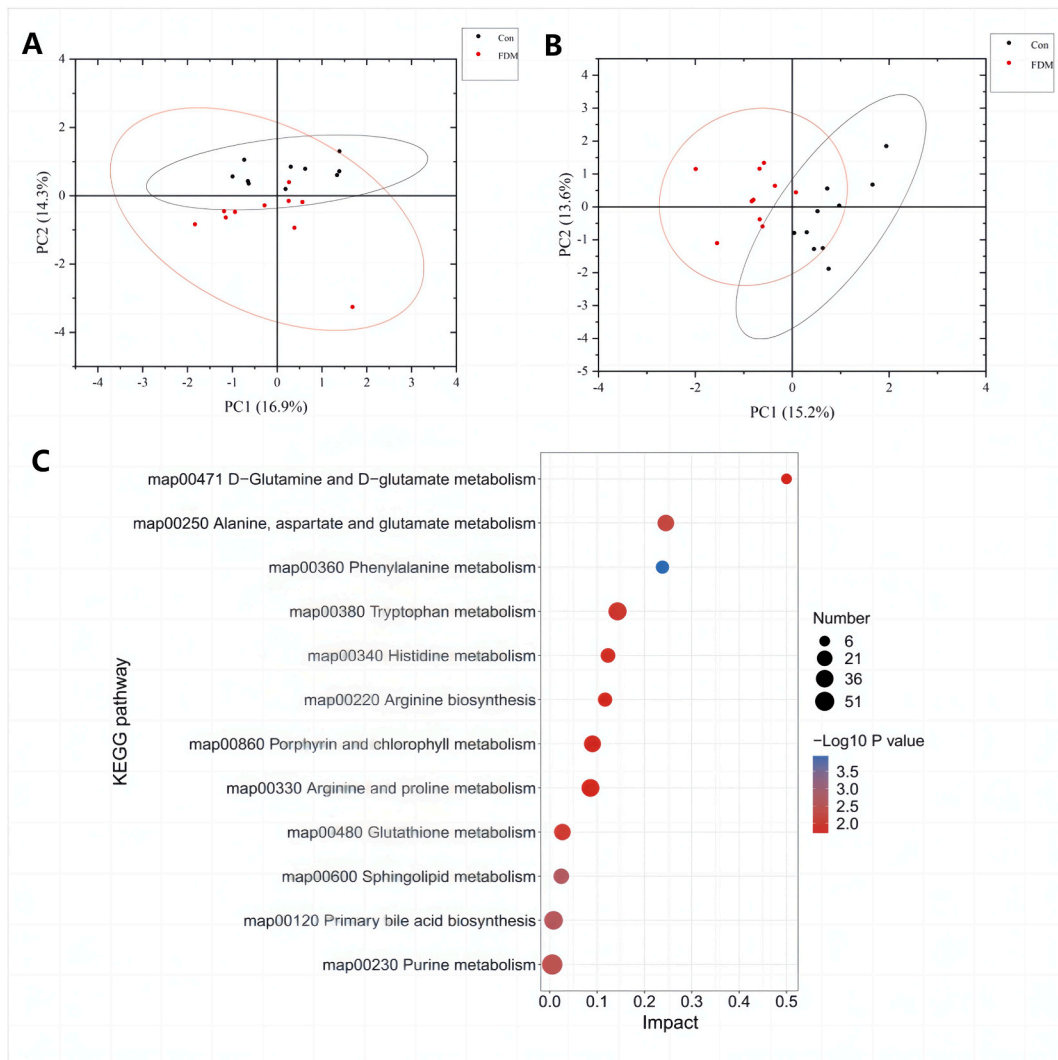 A
Con
FDM
4
2
0
-2
-4
PC2 (14.3%)
-4 -3 -2 -1 0 1 2 3 4
PC1 (16.9%)
B
Con
FDM
4
3
2
1
0
-1
-2
-3
-4
-5
PC2 (13.6%)
-4 -2 0 2 4
PC1 (15.2%)
C
KEGG pathway
map00471 D−Glutamine and D−glutamate metabolism
map00250 Alanine, aspartate and glutamate metabolism
map00360 Phenylalanine metabolism
map00380 Tryptophan metabolism
map00340 Histidine metabolism
map00220 Arginine biosynthesis
map00860 Porphyrin and chlorophyll metabolism
map00330 Arginine and proline metabolism
map00480 Glutathione metabolism
map00600 Sphingolipid metabolism
map00120 Primary bile acid biosynthesis
map00230 Purine metabolism
0.0 0.1 0.2 0.3 0.4 0.5
Impact
Number
6
21
36
51
−Log10 P value
3.5
3.0
2.5
2.0